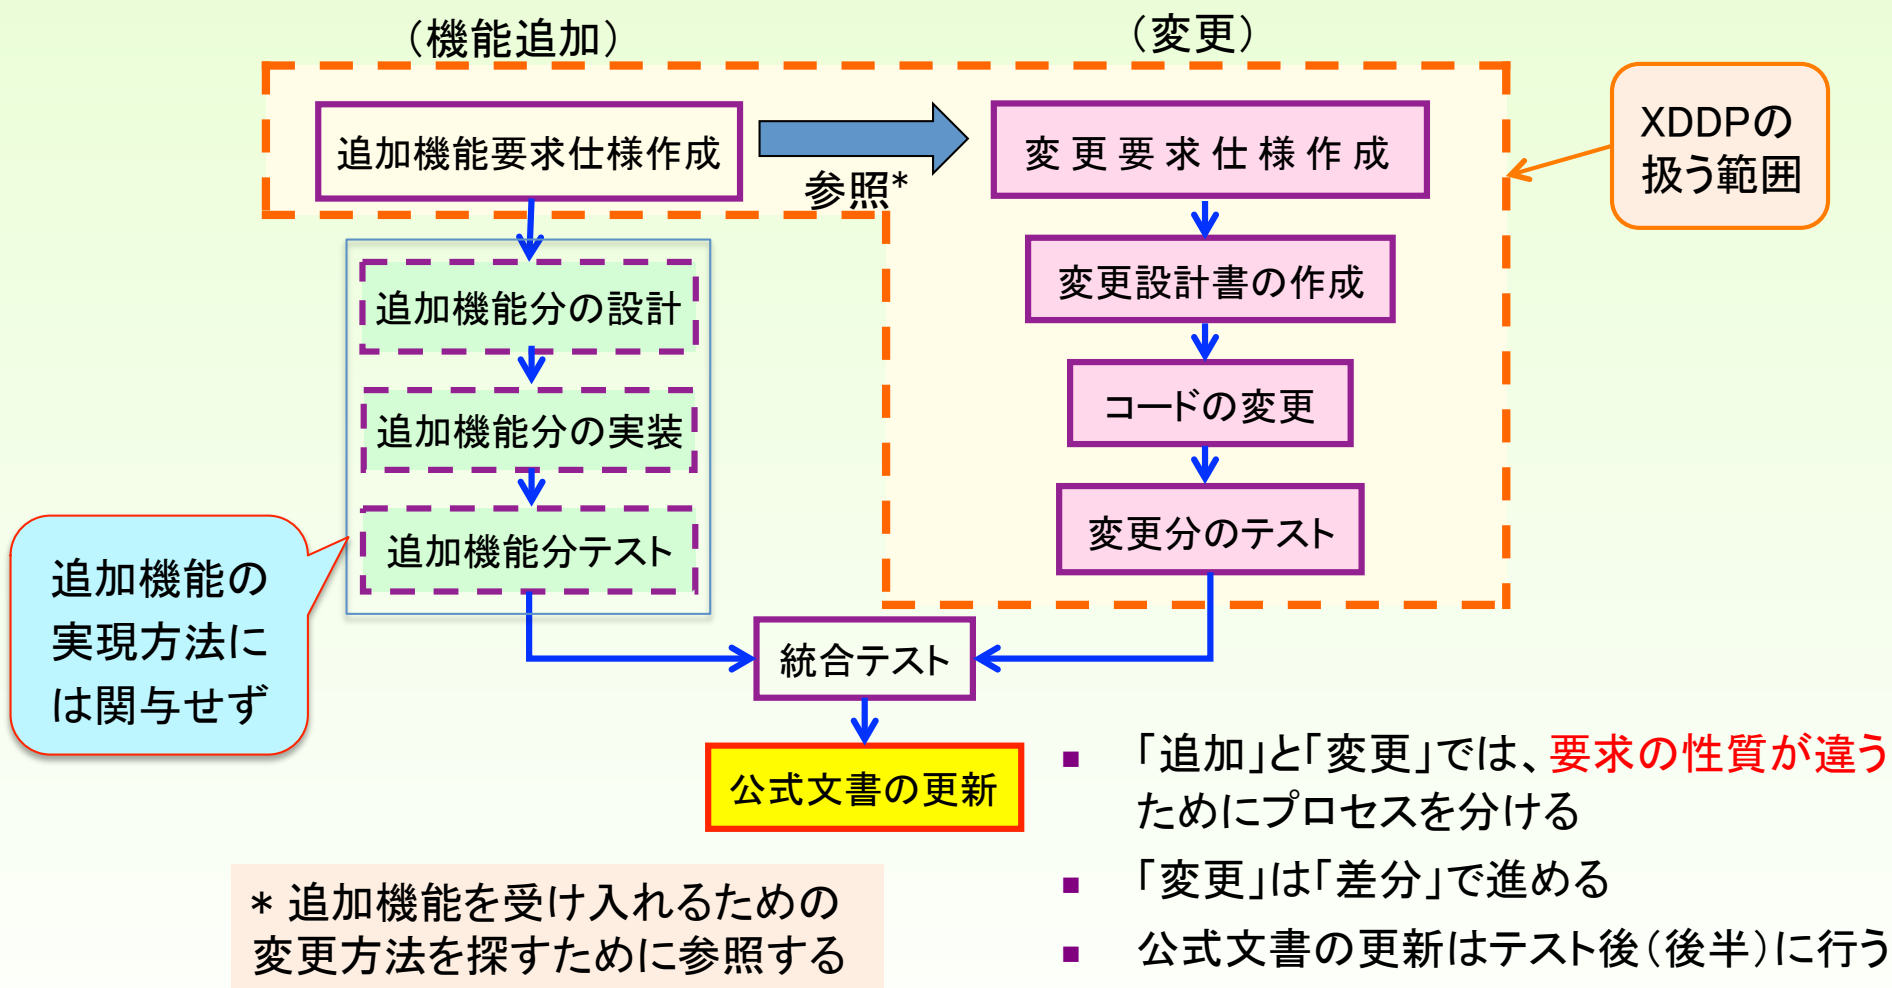 （機能追加）
（変更）
追加機能要求仕様作成
参照*
変更要求仕様作成
XDDPの
扱う範囲
追加機能分の設計
変更設計書の作成
追加機能分の実装
コードの変更
追加機能分テスト
変更分のテスト
追加機能の
実現方法に
は関与せず
統合テスト
公式文書の更新
■ 「追加」と「変更」では、要求の性質が違う
ためにプロセスを分ける
■ 「変更」は「差分」で進める
■ 公式文書の更新はテスト後（後半）に行う
* 追加機能を受け入れるための
変更方法を探すために参照する